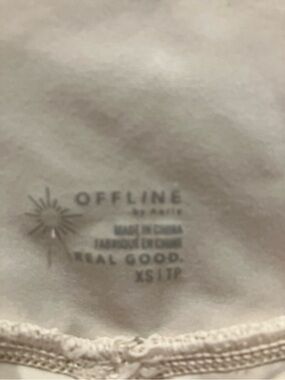 OFFLINE
by Aerie
MADE IN CHINA
FABRIQUÉ EN CHINE
REAL GOOD.
XS | TP